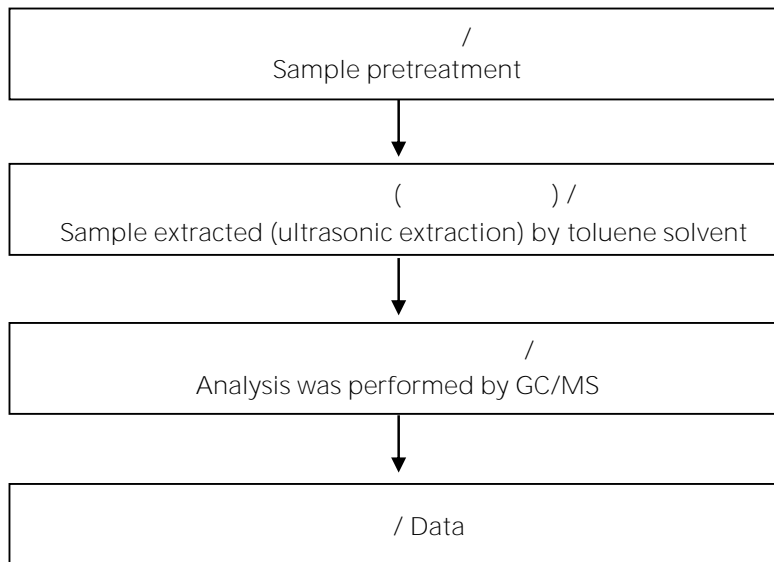 /
Sample pretreatment
( ) /
Sample extracted (ultrasonic extraction) by toluene solvent
/
Analysis was performed by GC/MS
/ Data